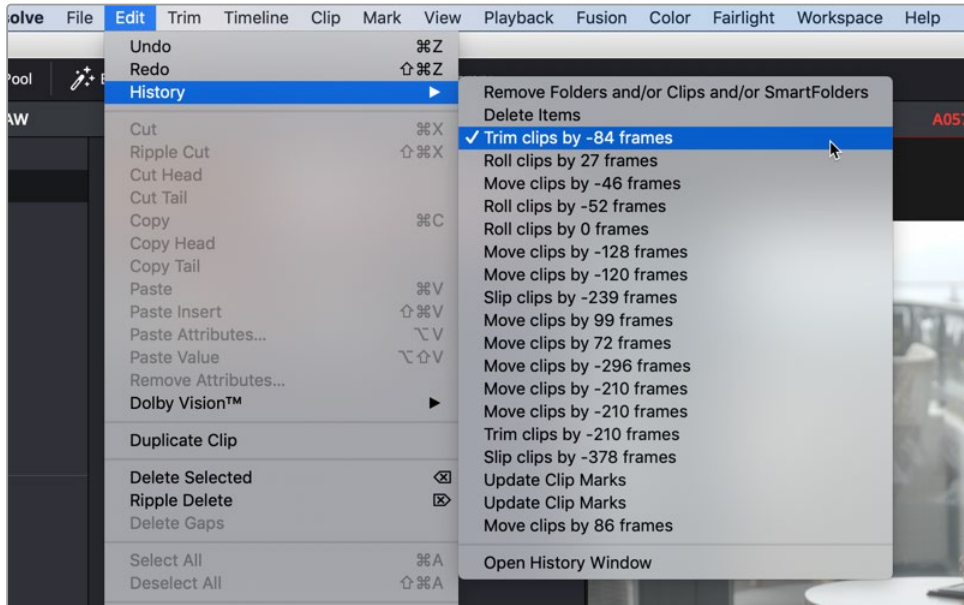 File Edit Trim Timeline Clip Mark View Playback Fusion Color Fairlight Workspace Help
Undo ⌘Z
Redo ⇧⌘Z
History ▶
Cut ⌘X
Ripple Cut ⇧⌘X
Cut Head
Cut Tail
Copy ⌘C
Copy Head
Copy Tail
Paste ⌘V
Paste Insert ⇧⌘V
Paste Attributes... ⌥V
Paste Value ⌥⇧V
Remove Attributes...
Dolby Vision™ ▶
Duplicate Clip
Delete Selected ⌫
Ripple Delete ⌦
Delete Gaps
Select All ⌘A
Deselect All ⇧⌘A
Remove Folders and/or Clips and/or SmartFolders
Delete Items
✓ Trim clips by -84 frames
Roll clips by 27 frames
Move clips by -46 frames
Roll clips by -52 frames
Roll clips by 0 frames
Move clips by -128 frames
Move clips by -120 frames
Slip clips by -239 frames
Move clips by 99 frames
Move clips by 72 frames
Move clips by -296 frames
Move clips by -210 frames
Move clips by -210 frames
Trim clips by -210 frames
Slip clips by -378 frames
Update Clip Marks
Update Clip Marks
Move clips by 86 frames
Open History Window